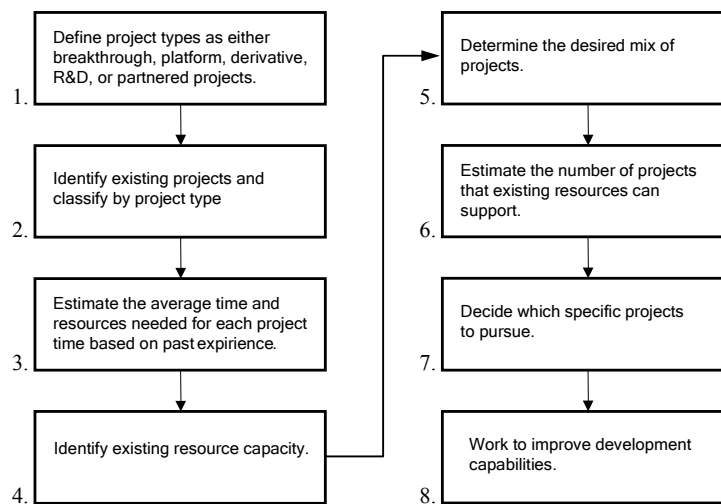 Define project types as either
breakthrough, platform, derivative,
R&D, or partnered projects.
1.
Identify existing projects and
classify by project type
2.
Estimate the average time and
resources needed for each project
time based on past expirience.
3.
Identify existing resource capacity.
4.
Determine the desired mix of
projects.
5.
Estimate the number of projects
that existing resources can
support.
6.
Decide which specific projects
to pursue.
7.
Work to improve development
capabilities.
8.